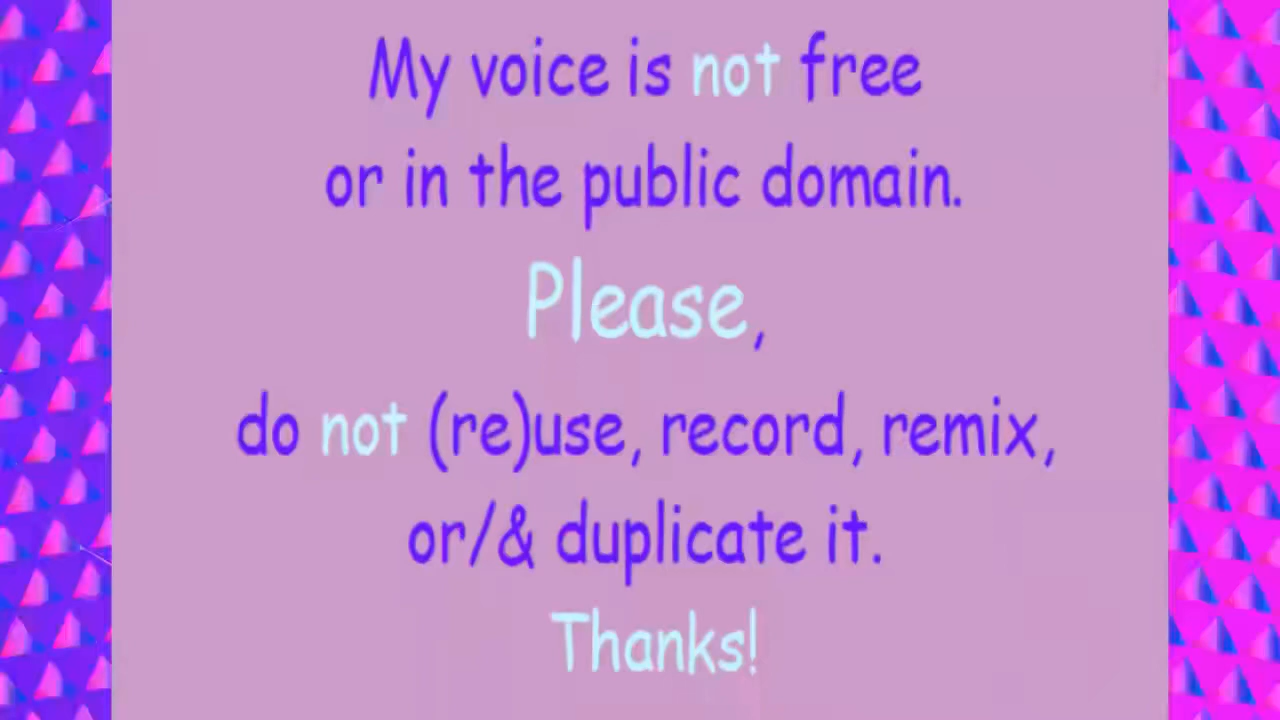 My voice is not free
or in the public domain.
Please,
do not (re)use, record, remix,
or/& duplicate it.
Thanks!